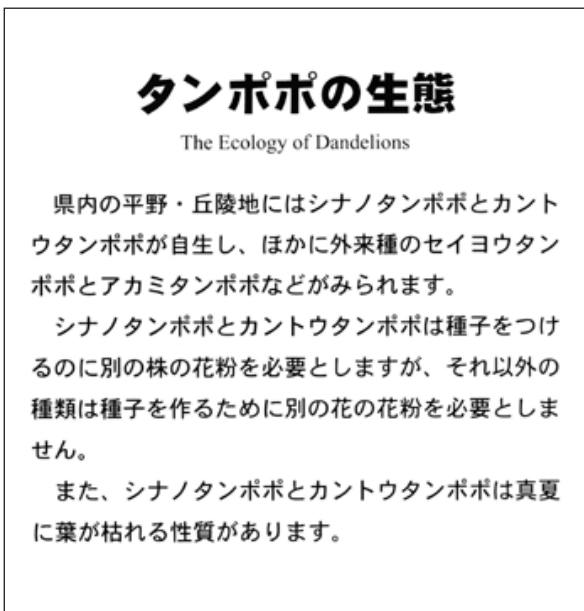 タンポポの生態
The Ecology of Dandelions
県内の平野・丘陵地にはシナノタンポポとカント
ウタンポポが自生し、ほかに外来種のセイヨウタン
ポポとアカミタンポポなどがみられます。
シナノタンポポとカントウタンポポは種子をつけ
るのに別の株の花粉を必要としますが、それ以外の
種類は種子を作るために別の花の花粉を必要としま
せん。
また、シナノタンポポとカントウタンポポは真夏
に葉が枯れる性質があります。